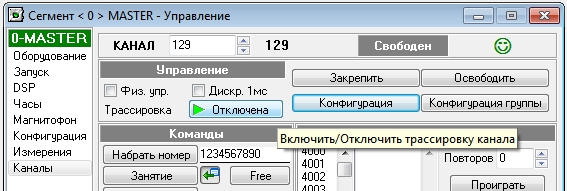 Сегмент < 0 > MASTER - Управление
0-MASTER
Оборудование
Запуск
DSP
Часы
Магнитофон
Конфигурация
Измерения
Каналы
КАНАЛ 129 129 Свободен
Управление
Физ. упр. Дискр. 1мс
Трассировка Отключена
Закрепить Освободить
Конфигурация Конфигурация группы
Включить/Отключить трассировку канала
Команды
Набрать номер 1234567890
Занятие Free
4000
4001
4002
4003
Повторов 0
Проиграть